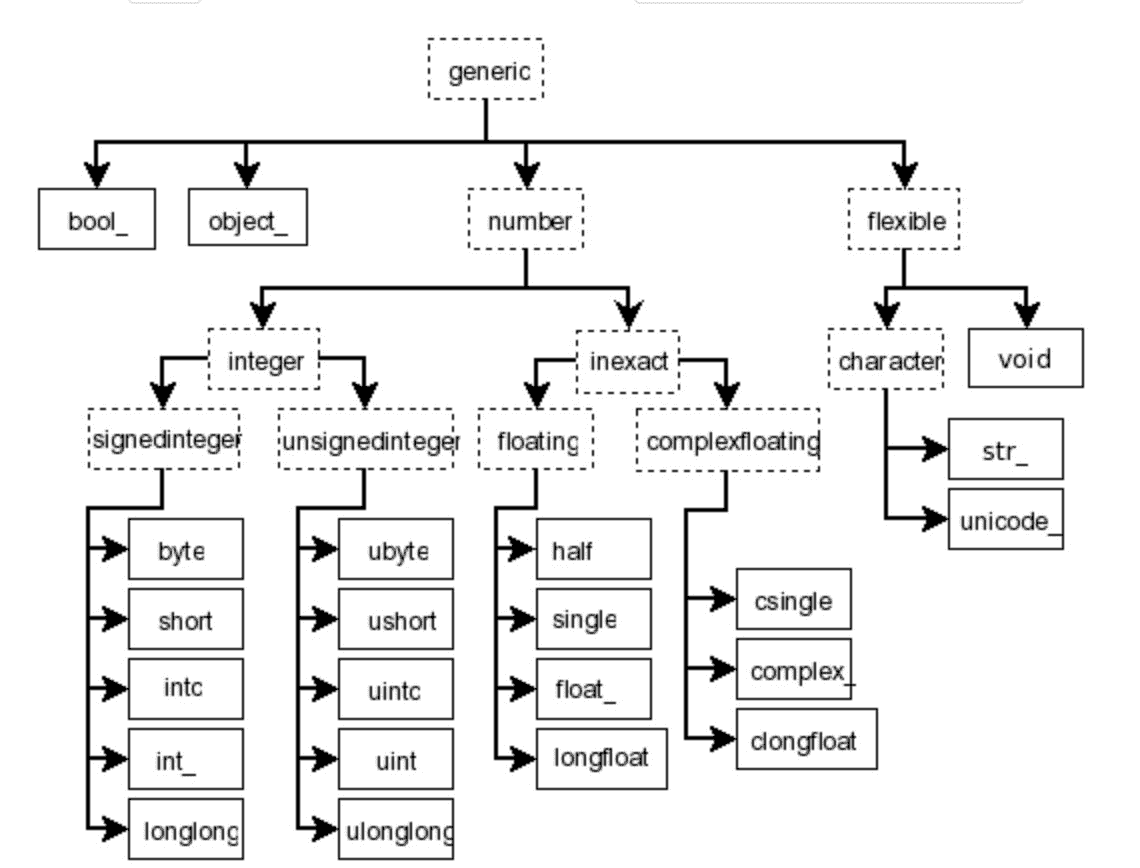 generic
bool_
object_
number
flexible
integer
inexact
character
void
signedinteger
unsignedinteger
floating
complexfloating
str_
unicode_
byte
ubyte
half
csingle
short
ushort
single
complex_
intc
uintc
float_
clongfloat
int_
uint
longfloat
longlong
ulonglong